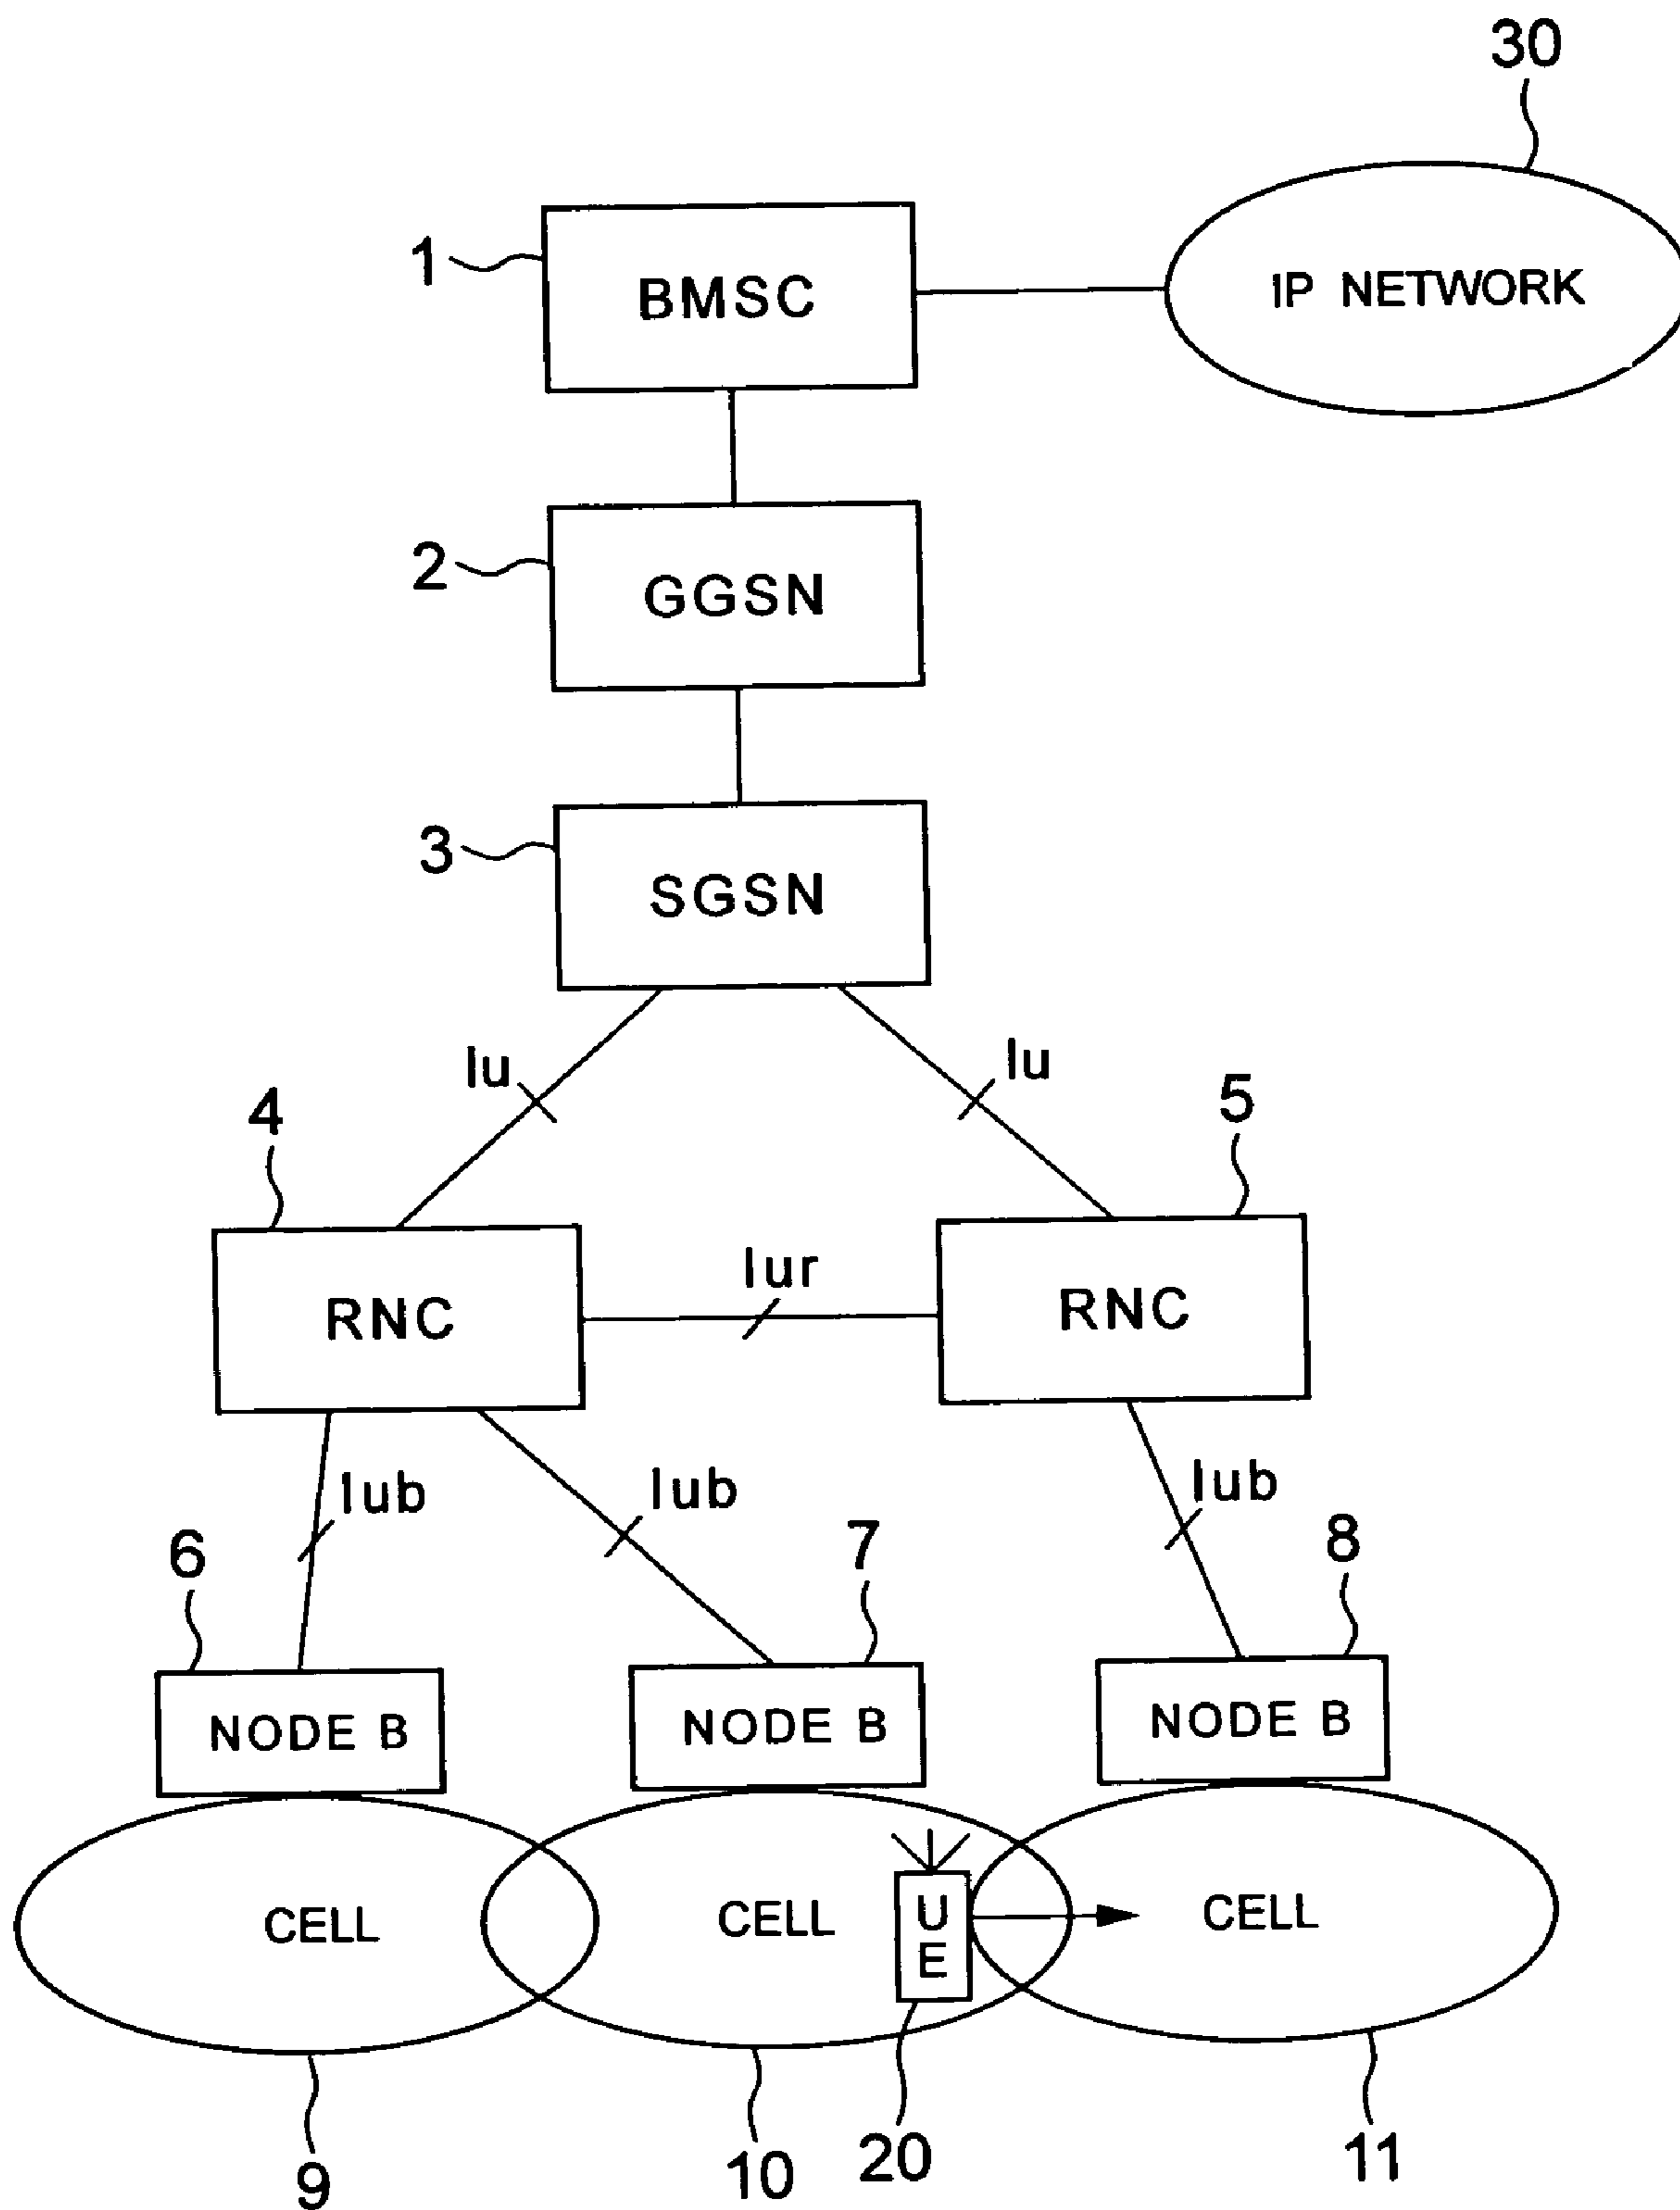 30
1
BMSC
IP NETWORK
2
GGSN
3
SGSN
Iu
Iu
4
5
RNC
Iur
RNC
Iub
Iub
Iub
6
7
8
NODE B
NODE B
NODE B
CELL
CELL
U
E
CELL
9
10
20
11